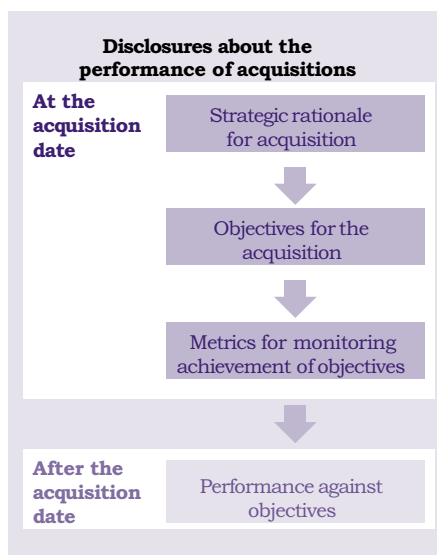 Disclosures about the
performance of acquisitions
At the
acquisition
date
Strategic rationale
for acquisition
Objectives for the
acquisition
Metrics for monitoring
achievement of objectives
After the
acquisition
date
Performance against
objectives